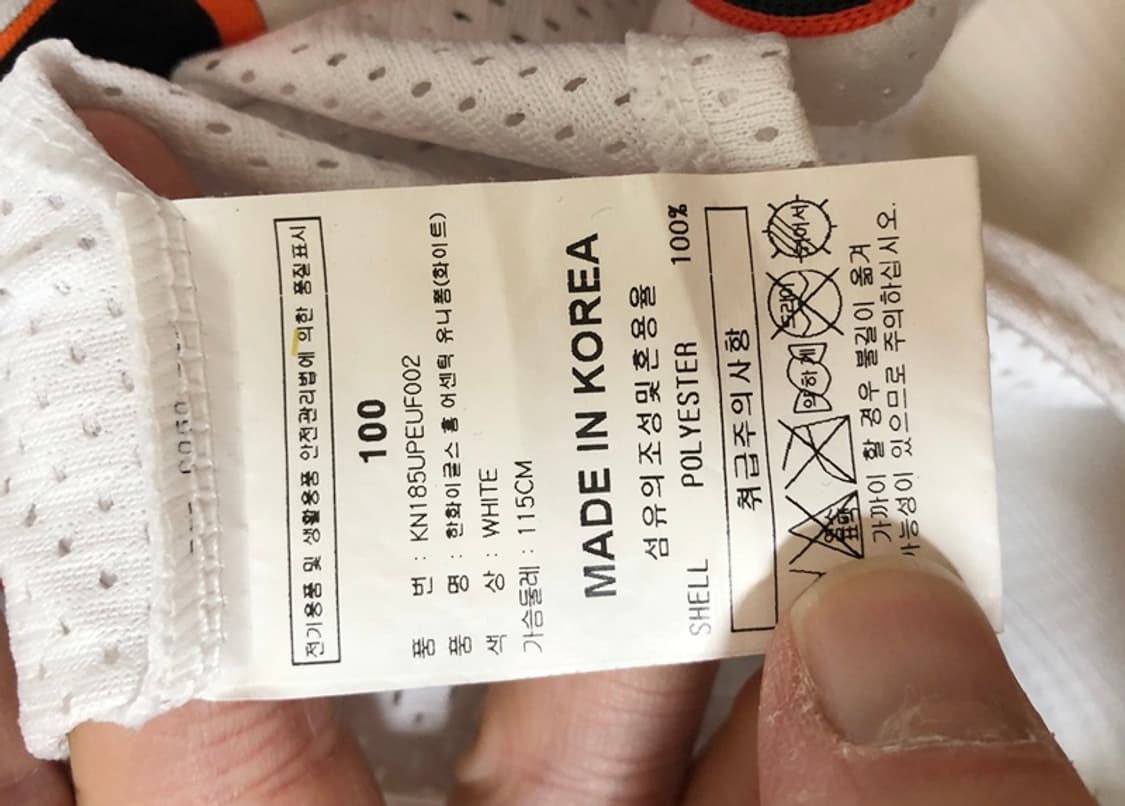 전기용품 및 생활용품 안전관리법에 의한 품질표시
100
품 번 : KN185UPEUF002
품 명 : 한화이글스 홈 어센틱 유니폼(화이트)
색 상 : WHITE
가슴둘레 : 115CM
MADE IN KOREA
섬유의조성및혼용율
SHELL POLYESTER 100%
취급주의사항
약하게 드라이
가까이 할 경우 불길이 옮겨
가능성이 있으므로 주의하십시오.